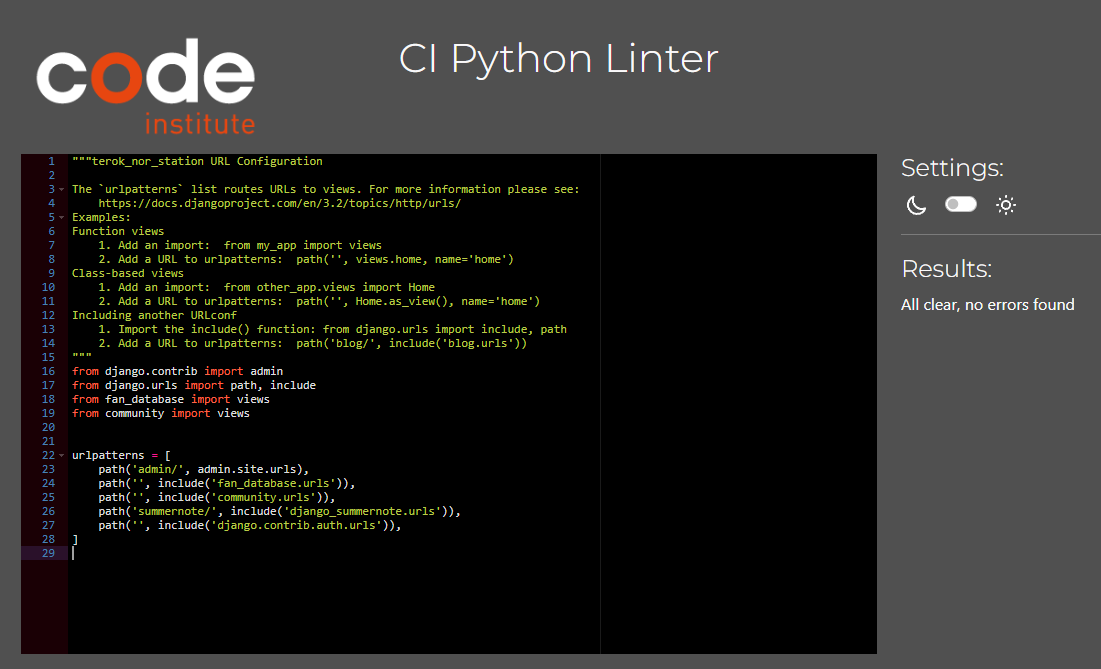 code
institute
CI Python Linter
1 """terok_nor_station URL Configuration
2
3 The `urlpatterns` list routes URLs to views. For more information please see:
4     https://docs.djangoproject.com/en/3.2/topics/http/urls/
5 Examples:
6 Function views
7     1. Add an import:  from my_app import views
8     2. Add a URL to urlpatterns:  path('', views.home, name='home')
9 Class-based views
10     1. Add an import:  from other_app.views import Home
11     2. Add a URL to urlpatterns:  path('', Home.as_view(), name='home')
12 Including another URLconf
13     1. Import the include() function: from django.urls import include, path
14     2. Add a URL to urlpatterns:  path('blog/', include('blog.urls'))
15 """
16 from django.contrib import admin
17 from django.urls import path, include
18 from fan_database import views
19 from community import views
20
21
22 urlpatterns = [
23     path('admin/', admin.site.urls),
24     path('', include('fan_database.urls')),
25     path('', include('community.urls')),
26     path('summernote/', include('django_summernote.urls')),
27     path('', include('django.contrib.auth.urls')),
28 ]
29
Settings:
Results:
All clear, no errors found